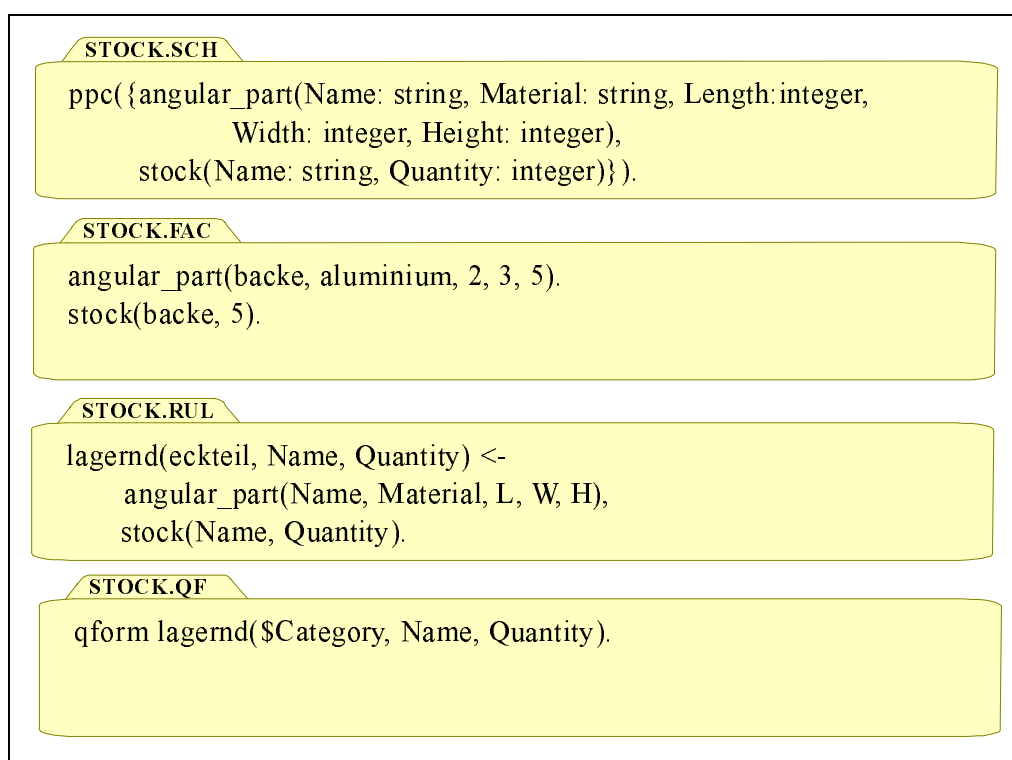 STOCK.SCH
ppc({angular_part(Name: string, Material: string, Length:integer,
Width: integer, Height: integer),
stock(Name: string, Quantity: integer)}).
STOCK.FAC
angular_part(backe, aluminium, 2, 3, 5).
stock(backe, 5).
STOCK.RUL
lagernd(eckteil, Name, Quantity) <-
angular_part(Name, Material, L, W, H),
stock(Name, Quantity).
STOCK.QF
qform lagernd($Category, Name, Quantity).